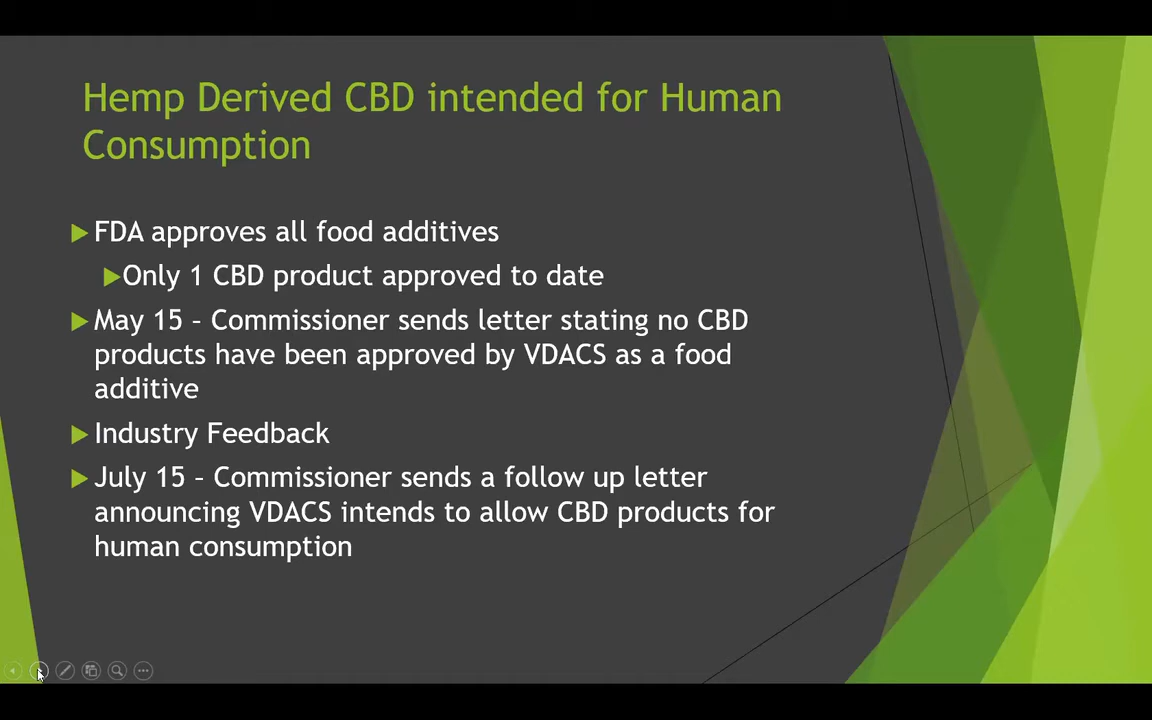 Hemp Derived CBD intended for Human
Consumption
FDA approves all food additives
Only 1 CBD product approved to date
May 15 – Commissioner sends letter stating no CBD
products have been approved by VDACS as a food
additive
Industry Feedback
July 15 – Commissioner sends a follow up letter
announcing VDACS intends to allow CBD products for
human consumption